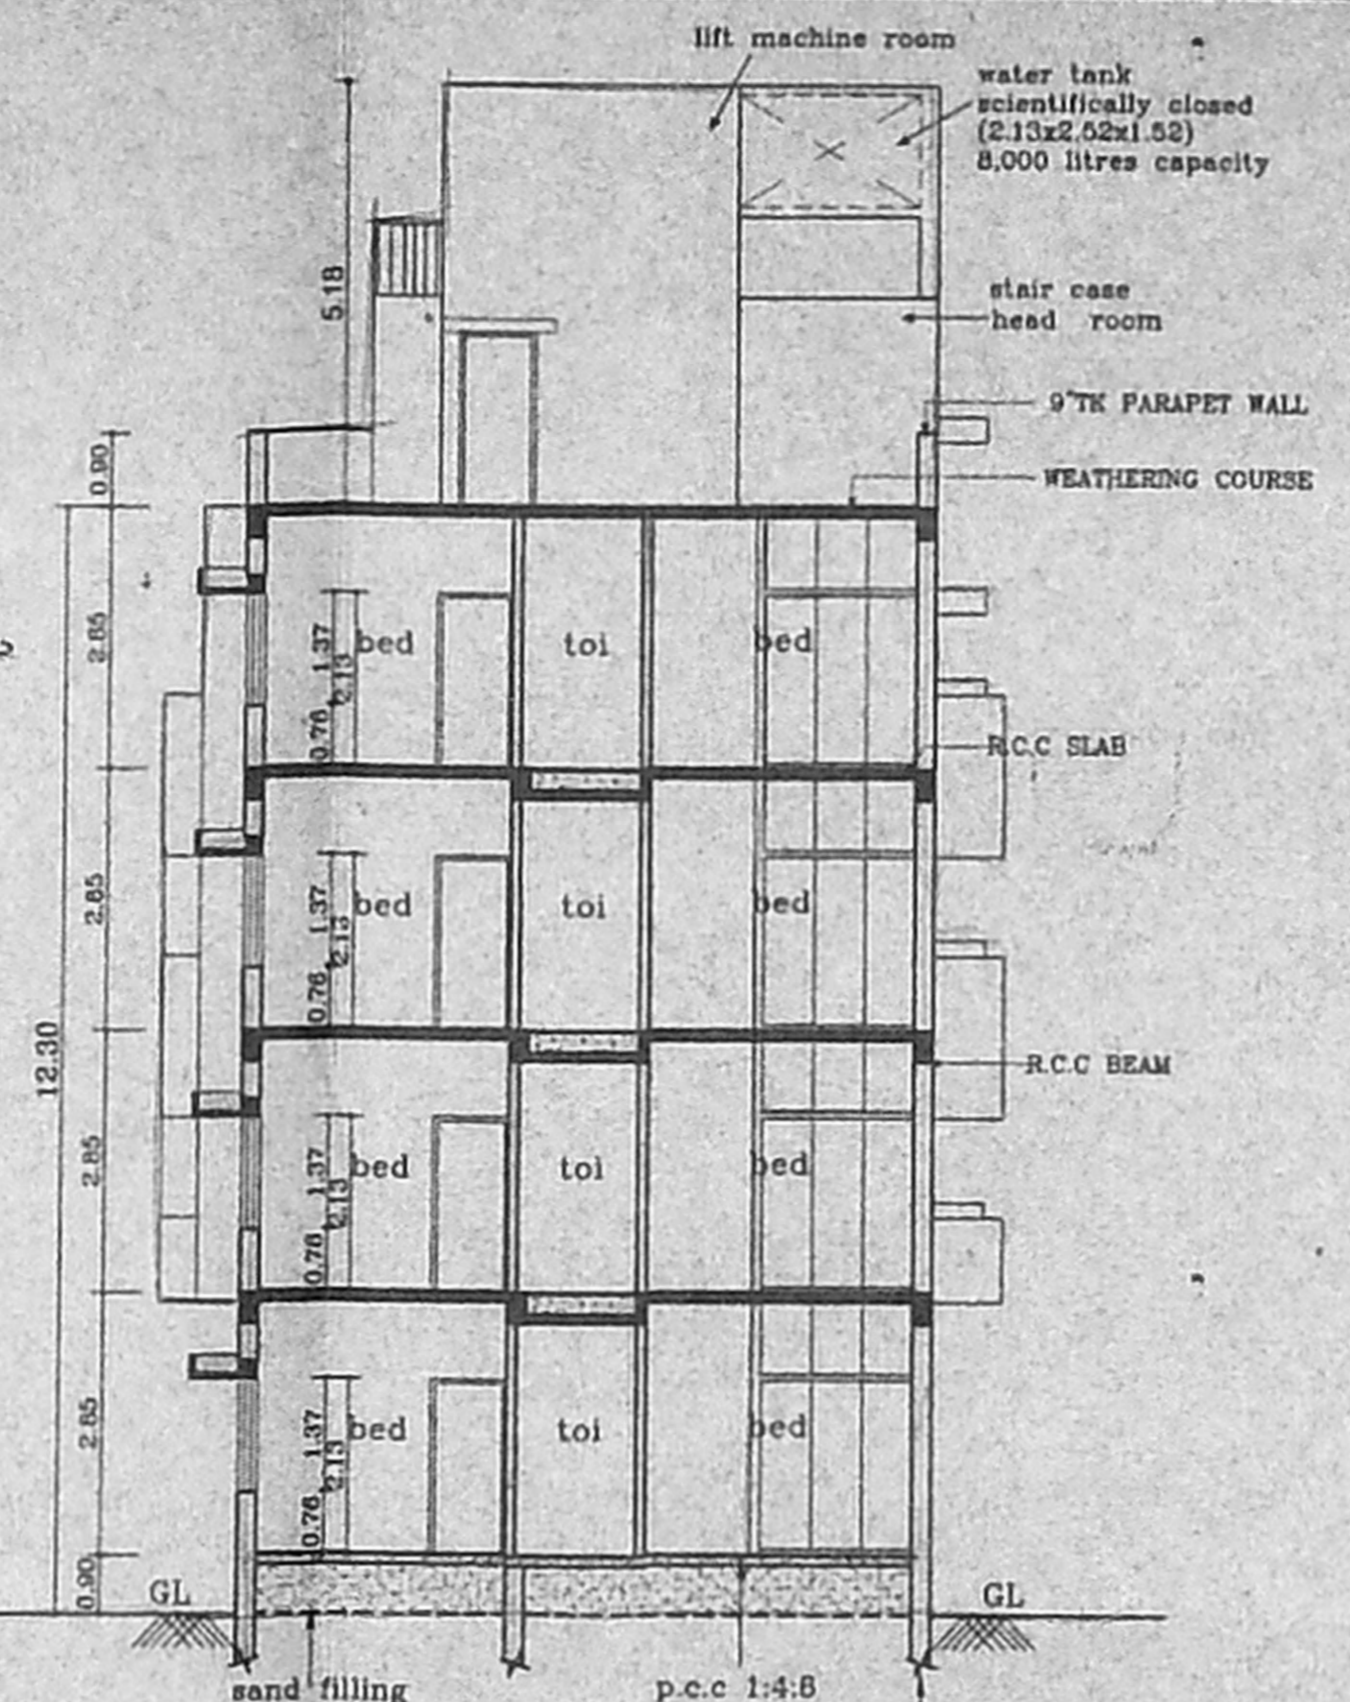 lift machine room
water tank
scientifically closed
(2.13x2.52x1.52)
8,000 litres capacity
5.18
stair case
head room
9"TK PARAPET WALL
0.90
WEATHERING COURSE
2.85
1.37
2.13
0.76
bed
toi
bed
R.C.C SLAB
2.85
1.37
2.13
0.76
bed
toi
bed
12.30
R.C.C BEAM
2.85
1.37
2.13
0.76
bed
toi
bed
2.85
1.37
2.13
0.76
bed
toi
bed
0.90
GL
GL
sand filling
p.c.c 1:4:8